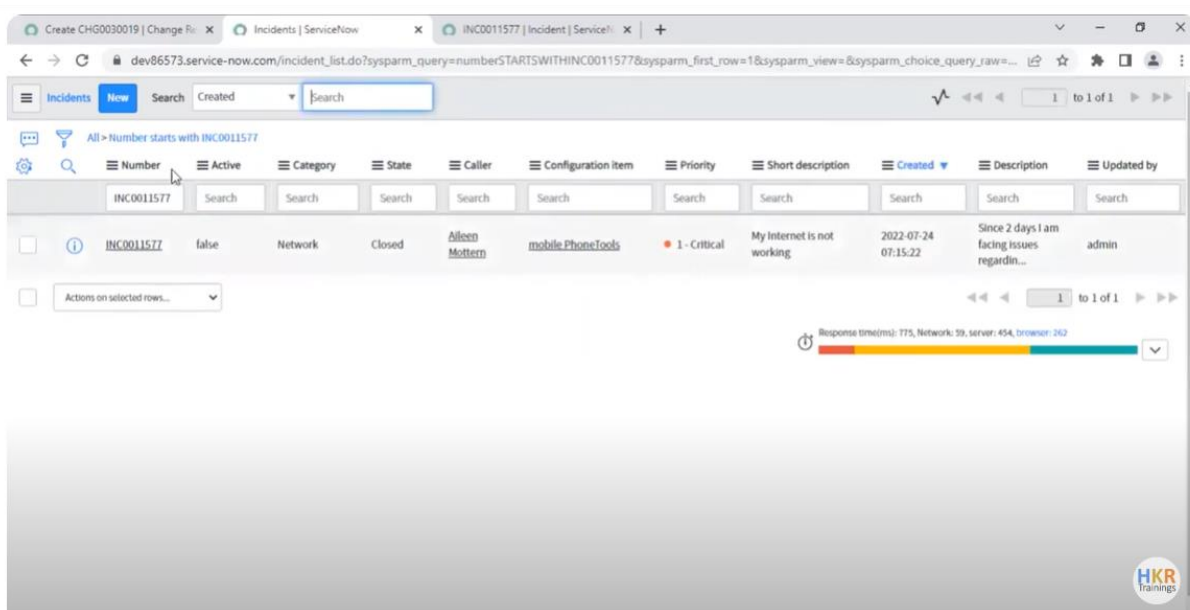 Create CHG0030019 | Change Re
Incidents | ServiceNow
INC0011577 | Incident | ServiceN
dev86573.service-now.com/incident_list.do?sysparm_query=numberSTARTSWITHINC0011577&sysparm_first_row=1&sysparm_view=&sysparm_choice_query_raw=...
Incidents New Search Created Search 1 to 1 of 1
All > Number starts with INC0011577
Number Active Category State Caller Configuration item Priority Short description Created Description Updated by
INC0011577 Search Search Search Search Search Search Search Search Search Search
INC0011577 false Network Closed Aileen Mottern mobile PhoneTools 1 - Critical My Internet is not working 2022-07-24 07:15:22 Since 2 days I am facing issues regardin... admin
Actions on selected rows... 1 to 1 of 1
Response time(ms): 775, Network: 59, server: 454, browser: 262
HKR
Trainings